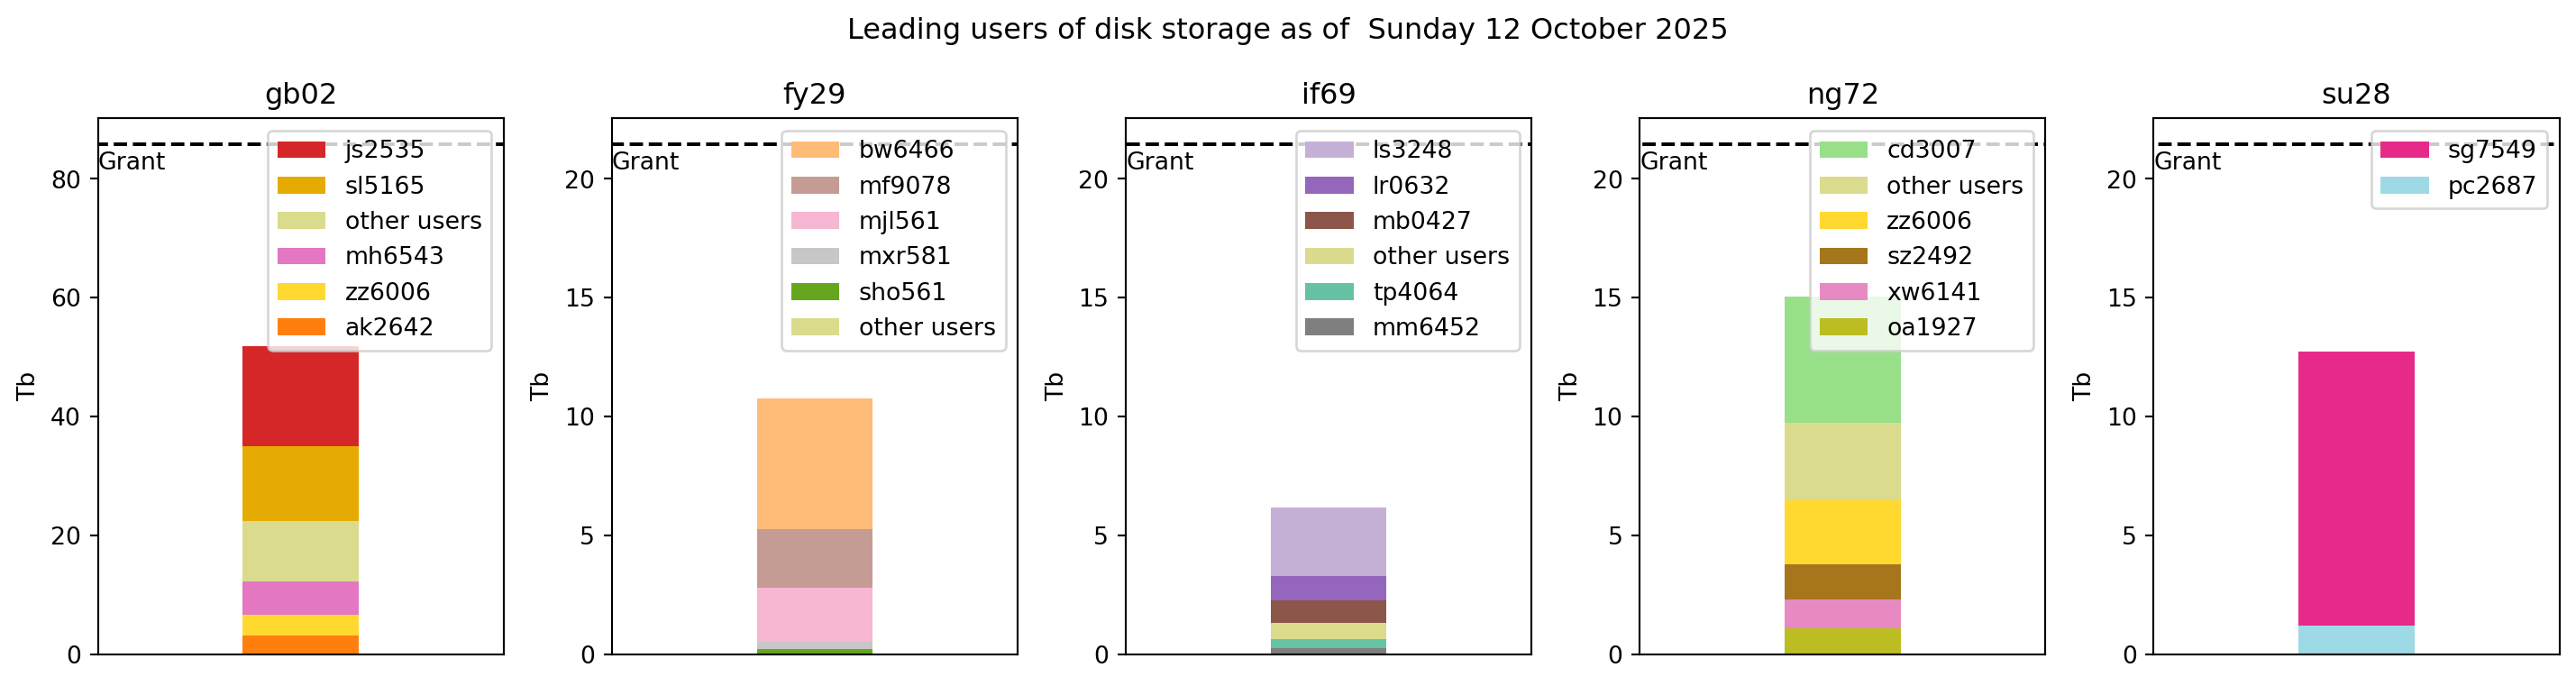 Leading users of disk storage as of  Sunday 12 October 2025
gb02
Grant
js2535
sl5165
other users
mh6543
zz6006
ak2642
80
60
40
20
0
Tb
fy29
Grant
bw6466
mf9078
mjl561
mxr581
sho561
other users
20
15
10
5
0
Tb
if69
Grant
ls3248
lr0632
mb0427
other users
tp4064
mm6452
20
15
10
5
0
Tb
ng72
Grant
cd3007
other users
zz6006
sz2492
xw6141
oa1927
20
15
10
5
0
Tb
su28
Grant
sg7549
pc2687
20
15
10
5
0
Tb